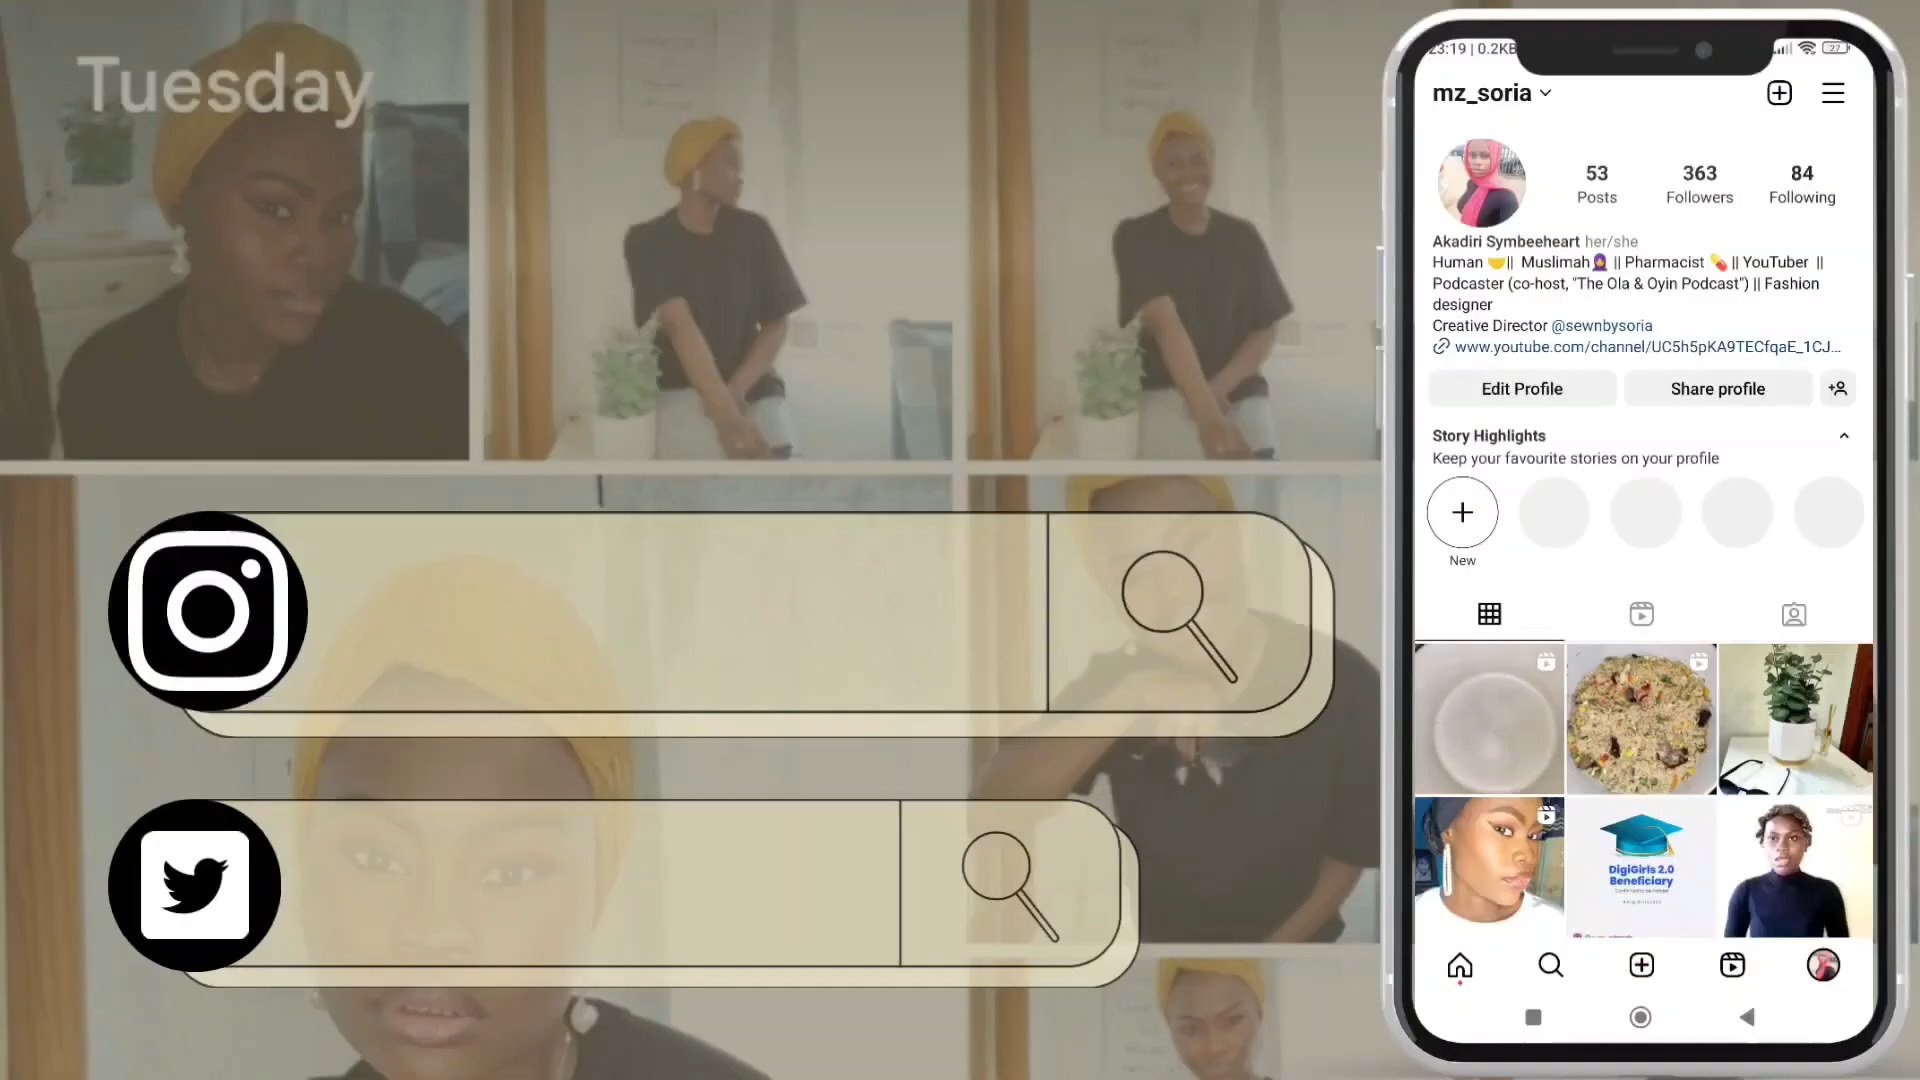 Tuesday
23:19 | 0.2KB
27
mz_soria
53
Posts
363
Followers
84
Following
Akadiri Symbeeheart her/she
Human 🤝|| Muslimah🧕 || Pharmacist 💊 || YouTuber ||
Podcaster (co-host, "The Ola & Oyin Podcast") || Fashion
designer
Creative Director @sewnbysoria
www.youtube.com/channel/UC5h5pKA9TECfqaE_1CJ...
Edit Profile
Share profile
Story Highlights
Keep your favourite stories on your profile
New
DigiGirls 2.0
Beneficiary